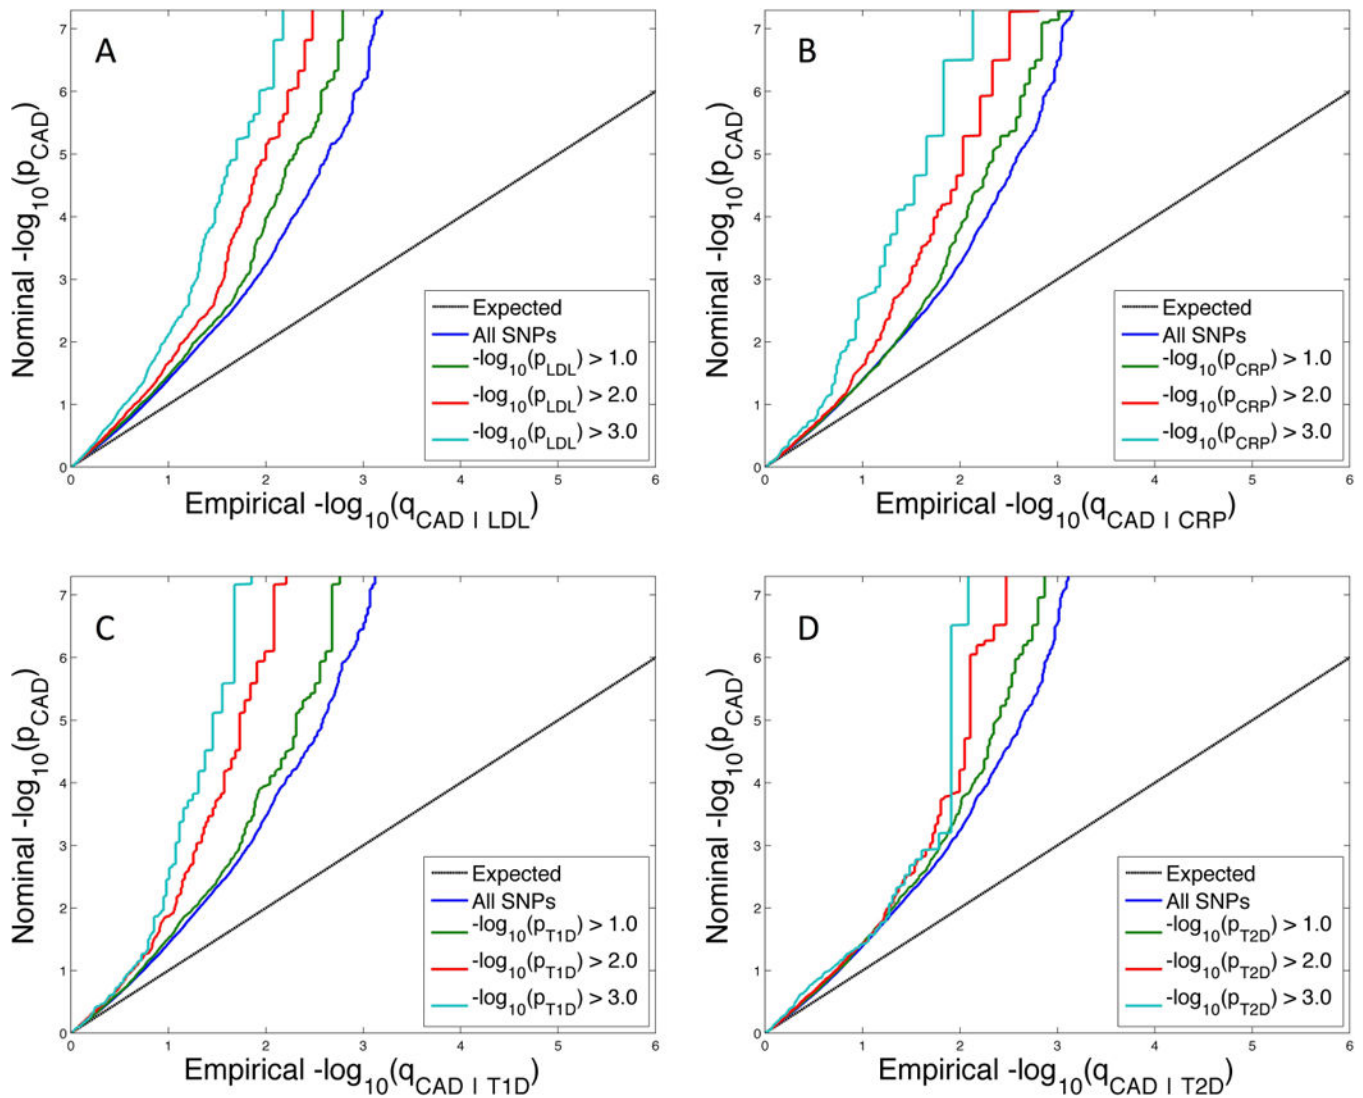 A
Nominal -log10(pCAD)
7
6
5
4
3
2
1
0
0 1 2 3 4 5 6
Empirical -log10(qCAD | LDL)
Expected
All SNPs
-log10(pLDL) > 1.0
-log10(pLDL) > 2.0
-log10(pLDL) > 3.0
B
Nominal -log10(pCAD)
7
6
5
4
3
2
1
0
0 1 2 3 4 5 6
Empirical -log10(qCAD | CRP)
Expected
All SNPs
-log10(pCRP) > 1.0
-log10(pCRP) > 2.0
-log10(pCRP) > 3.0
C
Nominal -log10(pCAD)
7
6
5
4
3
2
1
0
0 1 2 3 4 5 6
Empirical -log10(qCAD | T1D)
Expected
All SNPs
-log10(pT1D) > 1.0
-log10(pT1D) > 2.0
-log10(pT1D) > 3.0
D
Nominal -log10(pCAD)
7
6
5
4
3
2
1
0
0 1 2 3 4 5 6
Empirical -log10(qCAD | T2D)
Expected
All SNPs
-log10(pT2D) > 1.0
-log10(pT2D) > 2.0
-log10(pT2D) > 3.0